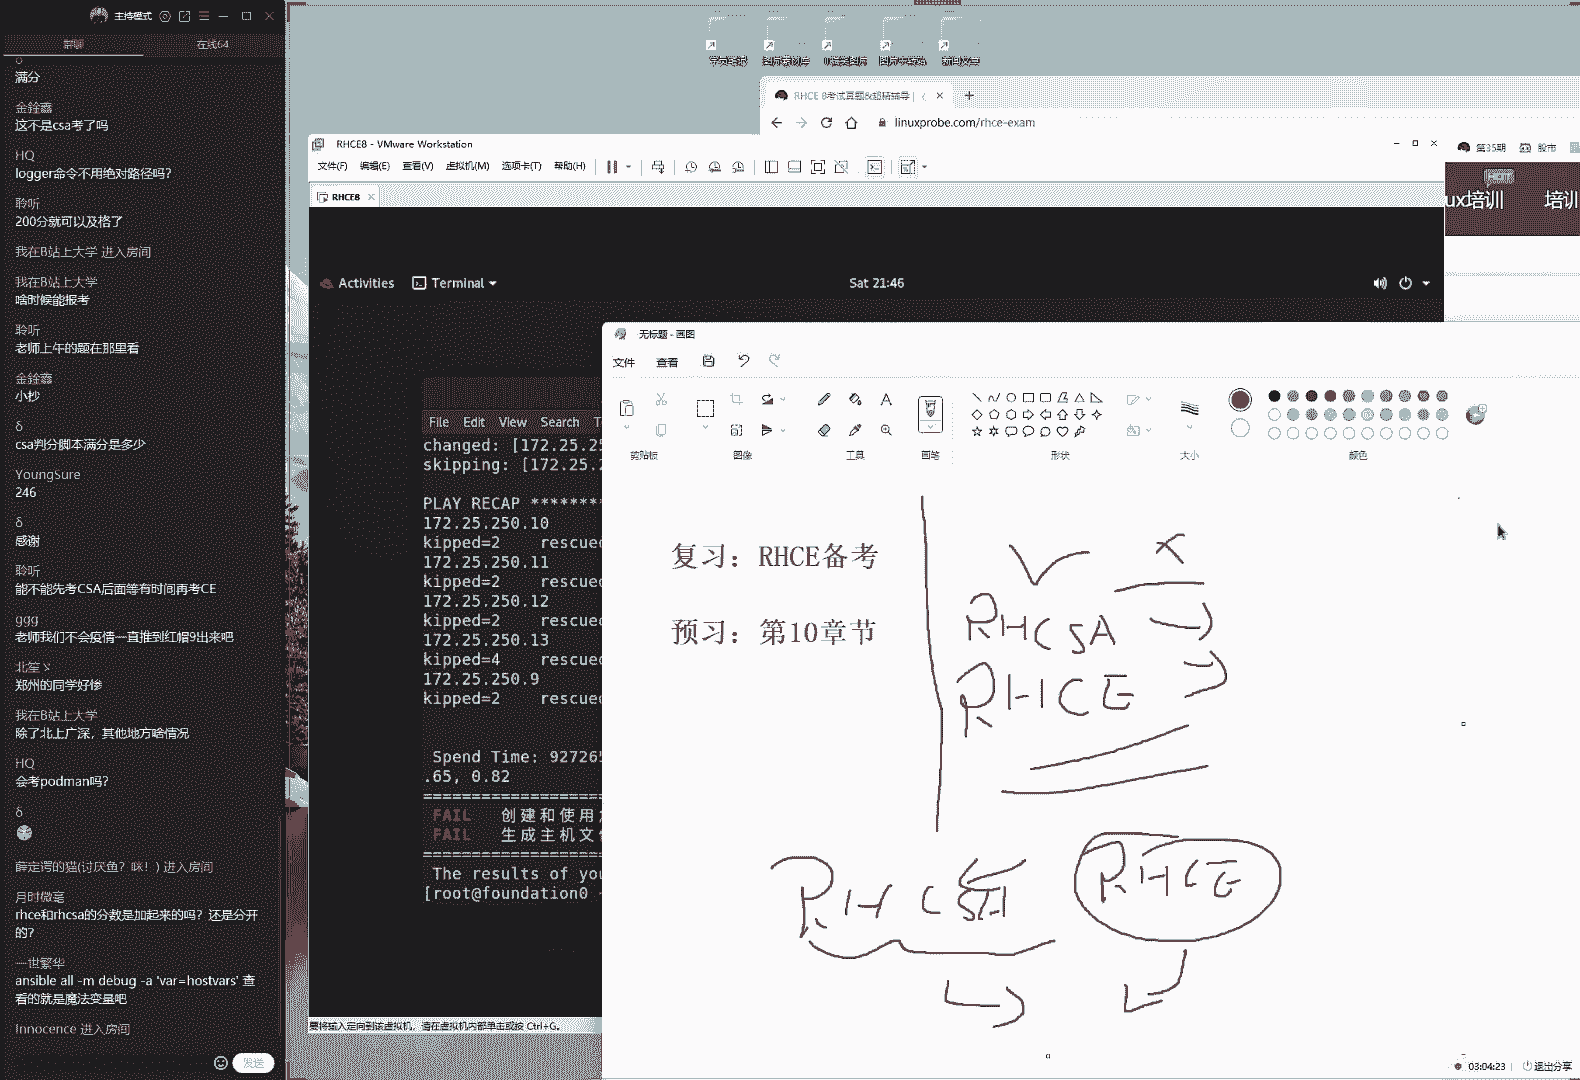 主持模式
在线64
满分
金銓鑫
这不是csa考了吗
HQ
logger命令不用绝对路径吗?
聆听
200分就可以及格了
我在B站上大学 进入房间
我在B站上大学
啥时候能报考
聆听
老师上午的题在那里看
金銓鑫
小抄
δ
csa判分脚本满分是多少
YoungSure
246
δ
感谢
聆听
能不能先考CSA后面等有时间再考CE
ggg
老师我们不会疫情一直推到红帽9出来吧
北笙ゞ
郑州的同学好惨
我在B站上大学
除了北上广深，其他地方啥情况
HQ
会考podman吗?
δ
薛定谔的猫(讨厌鱼? 咪! ) 进入房间
月时微毫
rhce和rhcsa的分数是加起来的吗? 还是分开
的?
一世繁华
ansible all -m debug -a 'var=hostvars' 查
看的就是魔法变量吧
Innocence 进入房间
发送
RHCE 8考试真题&超精辅导 |
linuxprobe.com/rhce-exam
第35期
股市
HOT
ux培训
培训
RHCE8 - VMware Workstation
文件(F) 编辑(E) 查看(V) 虚拟机(M) 选项卡(T) 帮助(H)
RHCE8
Activities
Terminal
Sat 21:46
File Edit View Search T
changed: [172.25.25
skipping: [172.25.2
PLAY RECAP ********
172.25.250.10
kipped=2 rescued
172.25.250.11
kipped=2 rescued
172.25.250.12
kipped=2 rescued
172.25.250.13
kipped=4 rescued
172.25.250.9
kipped=2 rescued
Spend Time: 927265
.65, 0.82
FAIL 创建和使用
FAIL 生成主机文
The results of you
[root@foundation0 ~
要将输入定向到该虚拟机，请在虚拟机内部单击或按 Ctrl+G。
无标题 - 画图
文件 查看
剪贴板 图像 工具 画笔 形状 大小 颜色
复习：RHCE备考
预习：第10章节
RHCSA
RHCE
RHCSA RHCE
03:04:23
退出分享